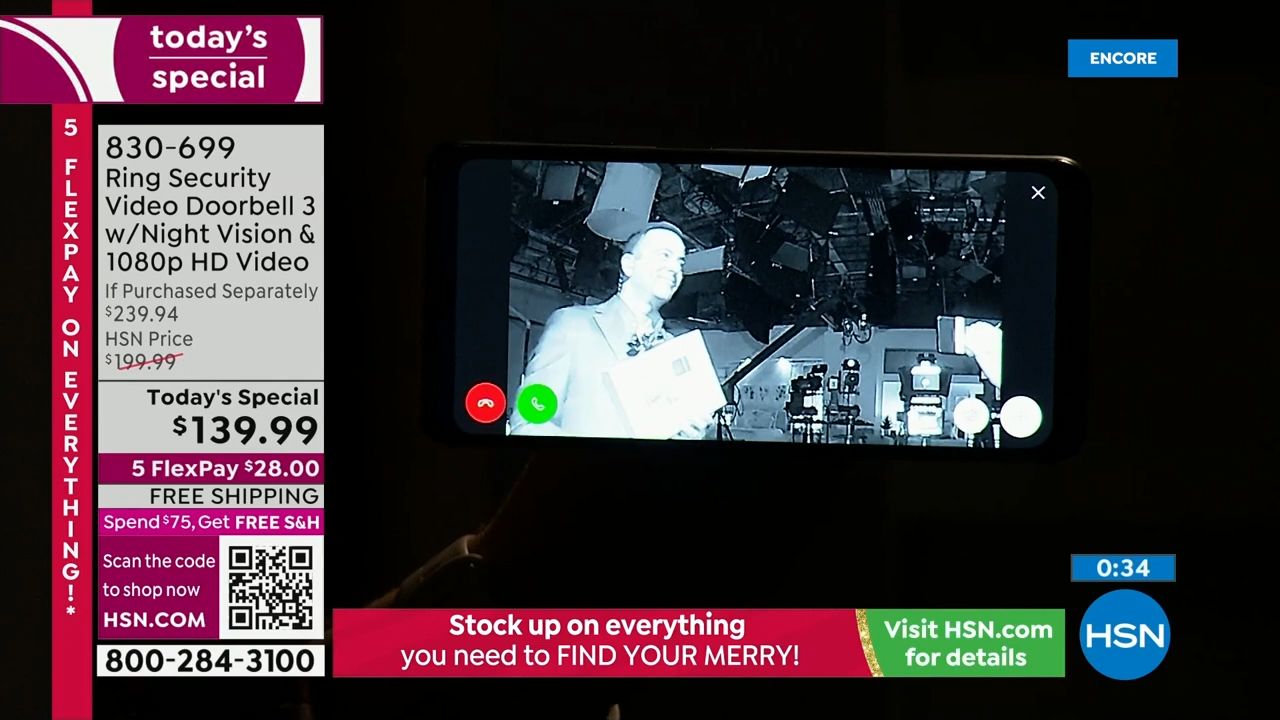 today's
special
ENCORE
5 FLEXPAY ON EVERYTHING!*
830-699
Ring Security
Video Doorbell 3
w/Night Vision &
1080p HD Video
If Purchased Separately
$239.94
HSN Price
$199.99
Today's Special
$139.99
5 FlexPay $28.00
FREE SHIPPING
Spend $75, Get FREE S&H
Scan the code
to shop now
HSN.COM
800-284-3100
Stock up on everything
you need to FIND YOUR MERRY!
Visit HSN.com
for details
0:34
HSN